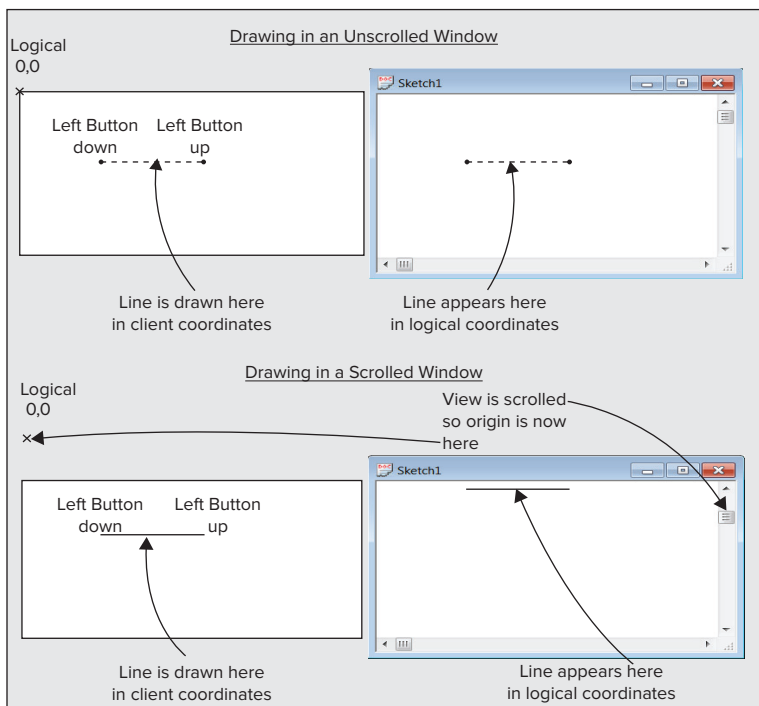 Drawing in an Unscrolled Window
Logical
0,0
Sketch1
Left Button
down
Left Button
up
Line is drawn here
in client coordinates
Line appears here
in logical coordinates
Drawing in a Scrolled Window
Logical
0,0
View is scrolled
so origin is now
here
Sketch1
Left Button
down
Left Button
up
Line is drawn here
in client coordinates
Line appears here
in logical coordinates